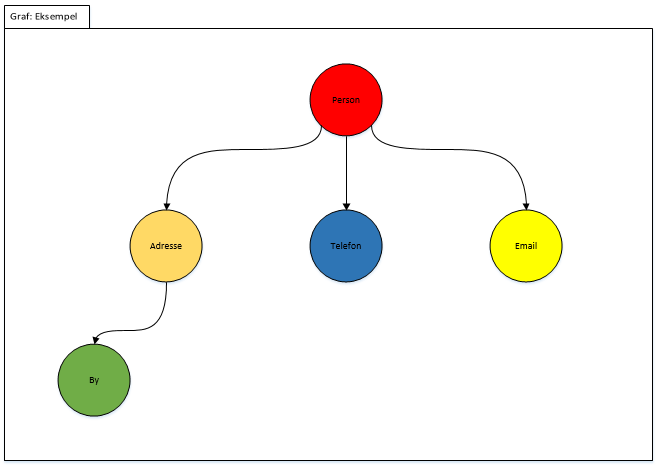 Graf: Eksempel
Person
Adresse
Telefon
Email
By